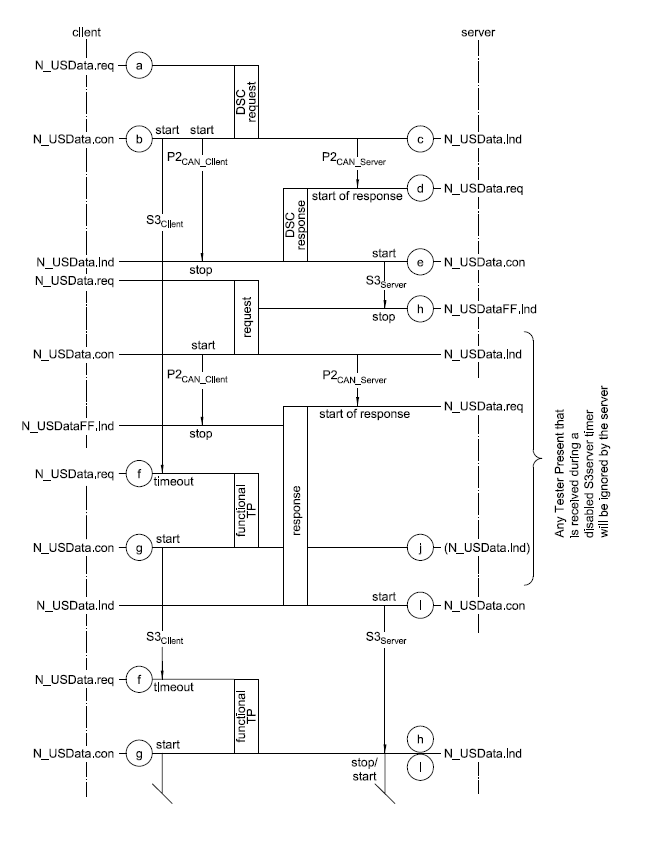 client server
N_USData.req a
DSC request
N_USData.con b start start c N_USData.Ind
P2CAN_Client P2CAN_Server
d N_USData.req
start of response
S3Client
DSC response
start
N_USData.Ind e N_USData.con
stop
N_USData.req S3Server
request
h N_USDataFF.Ind
stop
start
N_USData.con N_USData.Ind
P2CAN_Client P2CAN_Server
N_USData.req
start of response
N_USDataFF.Ind
stop
Any Tester Present that
is received during a
disabled S3server timer
will be ignored by the server
N_USData.req f
timeout
functional TP
response
start
N_USData.con g j (N_USData.Ind)
start
N_USData.Ind I N_USData.con
S3Client S3Server
N_USData.req f
timeout
functional TP
h
start
N_USData.con g N_USData.Ind
stop/ start
I